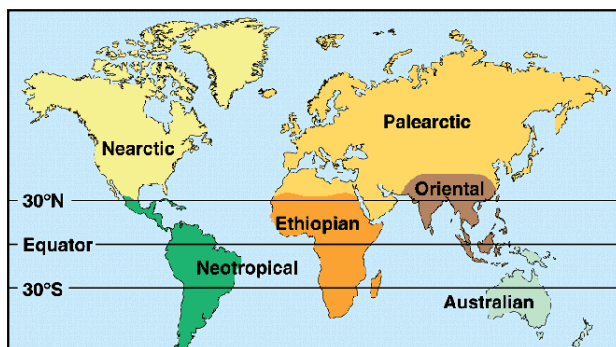 Nearctic
Palearctic
Oriental
30°N
Ethiopian
Equator
Neotropical
30°S
Australian